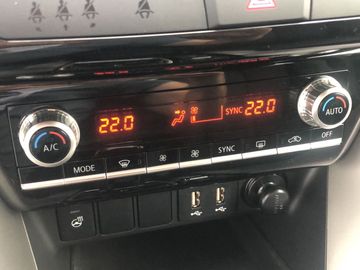 22.0 SYNC 22.0
A/C AUTO
MODE SYNC OFF